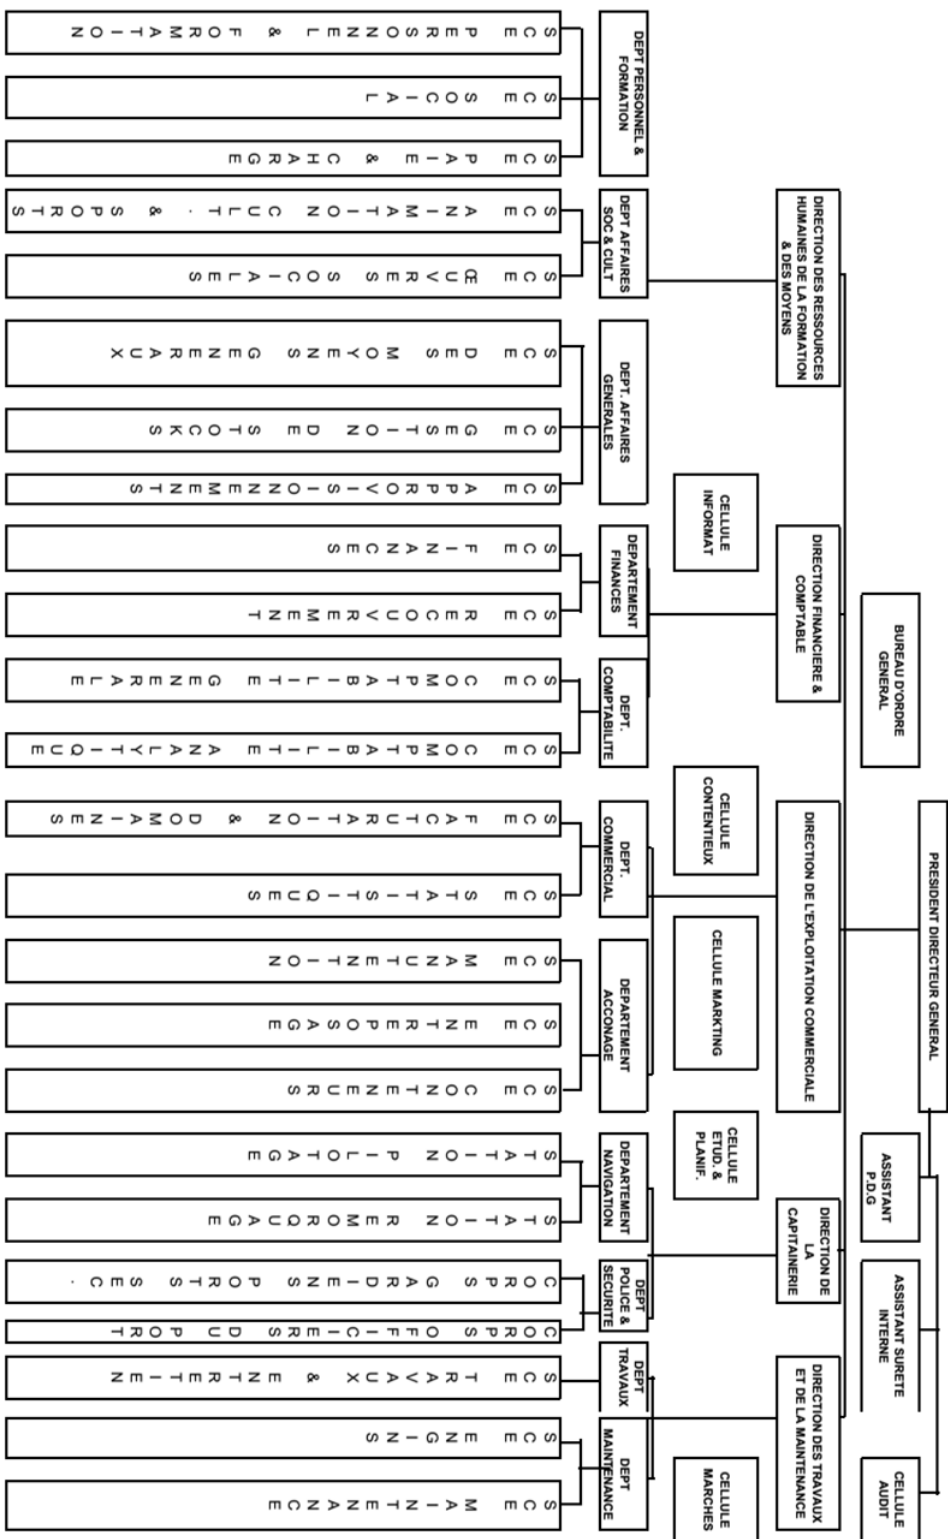 PRESIDENT DIRECTEUR GENERAL
BUREAU D'ORDRE
GENERAL
ASSISTANT
P.D.G
ASSISTANT SURETE
INTERNE
CELLULE
AUDIT
DIRECTION DES RESSOURCES
HUMAINES DE LA FORMATION
& DES MOYENS
DIRECTION FINANCIERE &
COMPTABLE
DIRECTION DE L'EXPLOITATION COMMERCIALE
DIRECTION DE
LA
CAPITAINERIE
DIRECTION DES TRAVAUX
ET DE LA MAINTENANCE
CELLULE
INFORMAT
CELLULE
CONTENTIEUX
CELLULE MARKTING
CELLULE
ETUD. &
PLANIF.
CELLULE
MARCHES
DEPT PERSONNEL &
FORMATION
DEPT AFFAIRES
SOC & CULT
DEPT. AFFAIRES
GENERALES
DEPARTEMENT
FINANCES
DEPT.
COMPTABILITE
DEPT.
COMMERCIAL
DEPARTEMENT
ACCONAGE
DEPARTEMENT
NAVIGATION
DEPT
POLICE &
SECURITE
DEPT
TRAVAUX
DEPT
MAINTENANCE
SCE PERSONNEL & FORMATION
SCE SOCIAL
SCE PAIE & CHARGE
SCE ANIMATION CULT. & SPORTS
SCE ŒUVRES SOCIALES
SCE DES MOYENS GENERAUX
SCE GESTION DE STOCKS
SCE APPROVISIONNEMENTS
SCE FINANCES
SCE RECOUVERMENT
SCE COMPTABILITE GENERALE
SCE COMPTABILITE ANALYTIQUE
SCE FACTURATION & DOMAINES
SCE STATISTIQUES
SCE MANUTENTION
SCE ENTREPOSAGE
SCE CONTENEURS
STATION PILOTAGE
STATION REMORQUAGE
CORPS GARDIENS PORTS SEC.
CORPS OFFICIERS DU PORT
SCE TRAVAUX & ENTRETIEN
SCE ENGINS
SCE MAINTENANCE